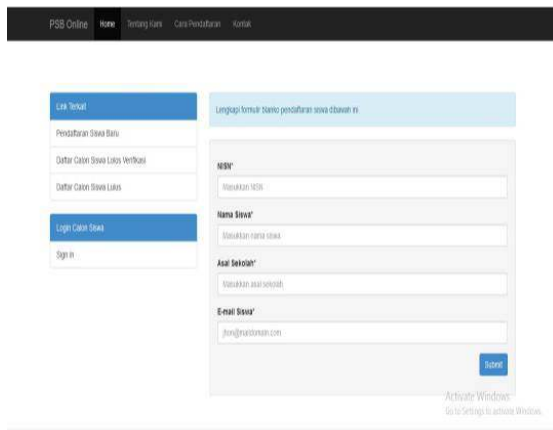 PSB Online Home Tentang Kami Cara Pendaftaran Kontak
Link Terkait
Pendaftaran Siswa Baru
Daftar Calon Siswa Lolos Verifikasi
Daftar Calon Siswa Lulus
Login Calon Siswa
Sign in
Lengkapi formulir blanko pendaftaran siswa dibawah ini.
NISN*
Masukkan NISN
Nama Siswa*
Masukkan nama siswa
Asal Sekolah*
Masukkan asal sekolah
E-mail Siswa*
jhon@maildomain.com
Submit
Activate Windows
Go to Settings to activate Windows.